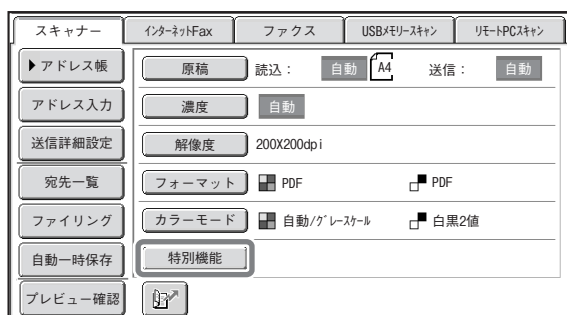 スキャナー インターネットFax ファクス USBメモリースキャン リモートPCスキャン
アドレス帳 原稿 読込： 自動 A4 送信： 自動
アドレス入力 濃度 自動
送信詳細設定 解像度 200X200dpi
宛先一覧 フォーマット PDF PDF
ファイリング カラーモード 自動/グレースケール 白黒2値
自動一時保存 特別機能
プレビュー確認